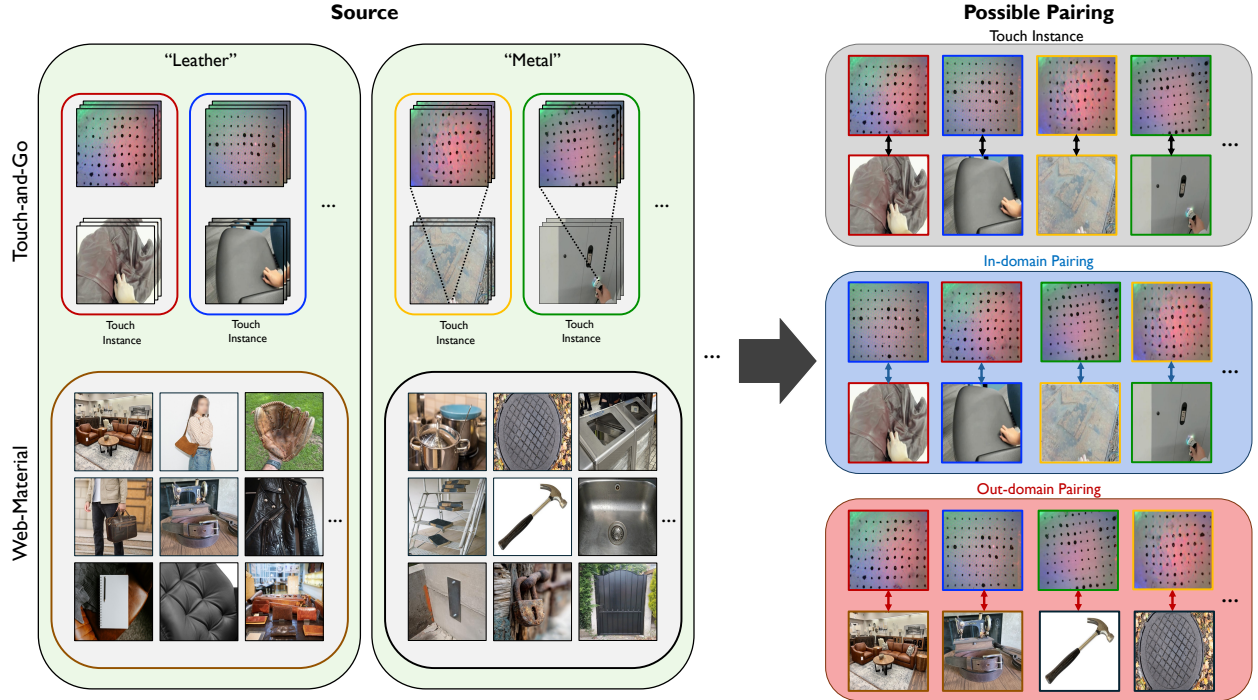 Source
Possible Pairing
Touch-and-Go
Web-Material
“Leather”
“Metal”
...
...
Touch
Instance
Touch
Instance
Touch
Instance
Touch
Instance
...
...
...
Touch Instance
...
In-domain Pairing
...
Out-domain Pairing
...